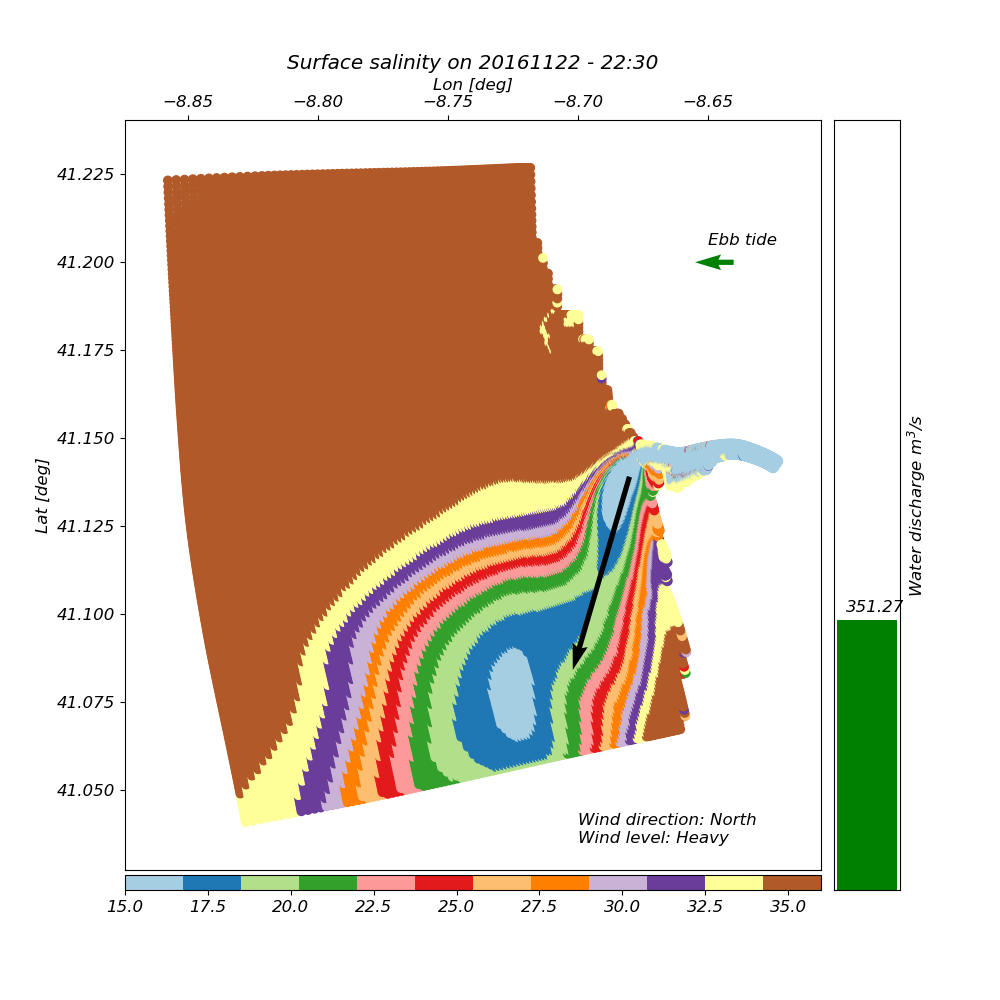 Surface salinity on 20161122 - 22:30
Lon [deg]
−8.85 −8.80 −8.75 −8.70 −8.65
41.225
41.200
41.175
41.150
41.125
41.100
41.075
41.050
Lat [deg]
Ebb tide
Wind direction: North
Wind level: Heavy
351.27
Water discharge m³/s
15.0 17.5 20.0 22.5 25.0 27.5 30.0 32.5 35.0